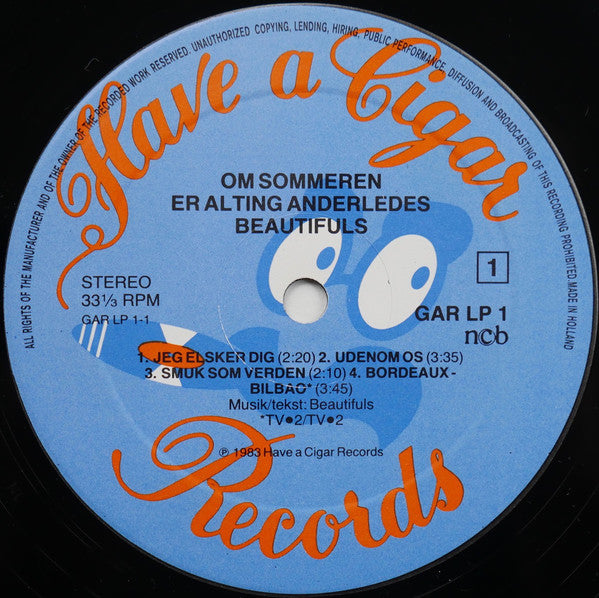 ALL RIGHTS OF THE MANUFACTURER AND OF THE OWNER OF THE RECORDED WORK RESERVED. UNAUTHORIZED COPYING, LENDING, HIRING, PUBLIC PERFORMANCE, DIFFUSION AND BROADCASTING OF THIS RECORDING PROHIBITED. MADE IN HOLLAND
Have a Cigar
OM SOMMEREN
ER ALTING ANDERLEDES
BEAUTIFULS
1
STEREO
33⅓ RPM
GAR LP 1-1
GAR LP 1
ncb
1. JEG ELSKER DIG (2:20) 2. UDENOM OS (3:35)
3. SMUK SOM VERDEN (2:10) 4. BORDEAUX-
BILBAO* (3:45)
Musik/tekst: Beautifuls
*TV●2/TV●2
℗ 1983 Have a Cigar Records
Records